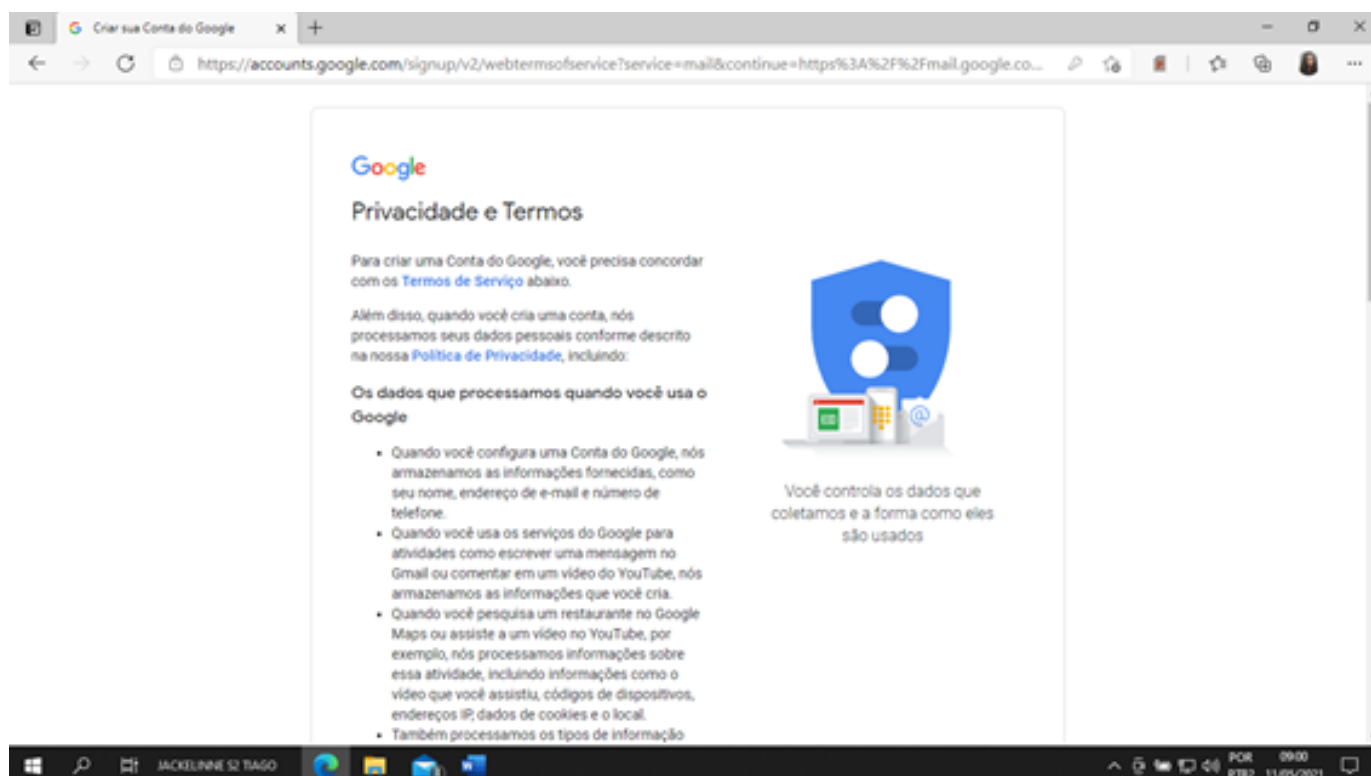 Criar sua Conta do Google
https://accounts.google.com/signup/v2/webtermsofservice?service=mail&continue=https%3A%2F%2Fmail.google.co...
Google
Privacidade e Termos
Para criar uma Conta do Google, você precisa concordar
com os Termos de Serviço abaixo.
Além disso, quando você cria uma conta, nós
processamos seus dados pessoais conforme descrito
na nossa Política de Privacidade, incluindo:
Os dados que processamos quando você usa o
Google
• Quando você configura uma Conta do Google, nós
armazenamos as informações fornecidas, como
seu nome, endereço de e-mail e número de
telefone.
• Quando você usa os serviços do Google para
atividades como escrever uma mensagem no
Gmail ou comentar em um vídeo do YouTube, nós
armazenamos as informações que você cria.
• Quando você pesquisa um restaurante no Google
Maps ou assiste a um vídeo no YouTube, por
exemplo, nós processamos informações sobre
essa atividade, incluindo informações como o
vídeo que você assistiu, códigos de dispositivos,
endereços IP, dados de cookies e o local.
• Também processamos os tipos de informação
Você controla os dados que
coletamos e a forma como eles
são usados
JACKELINNE S2 TIAGO
POR
PTB2
09:00
11/05/2021